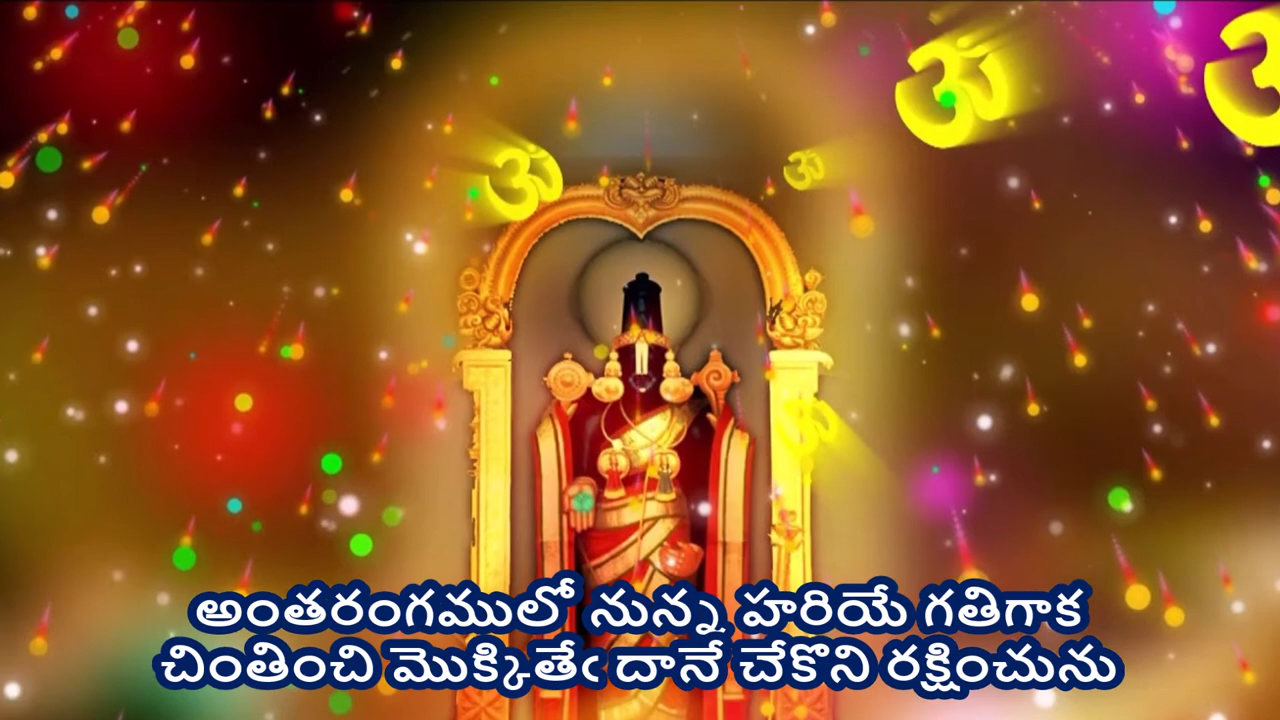 ఓం
ఓం
ఓం
అంతరంగములో నున్న హరియే గతిగాక
చింతించి మొక్కితేఁ దానే చేకొని రక్షించును